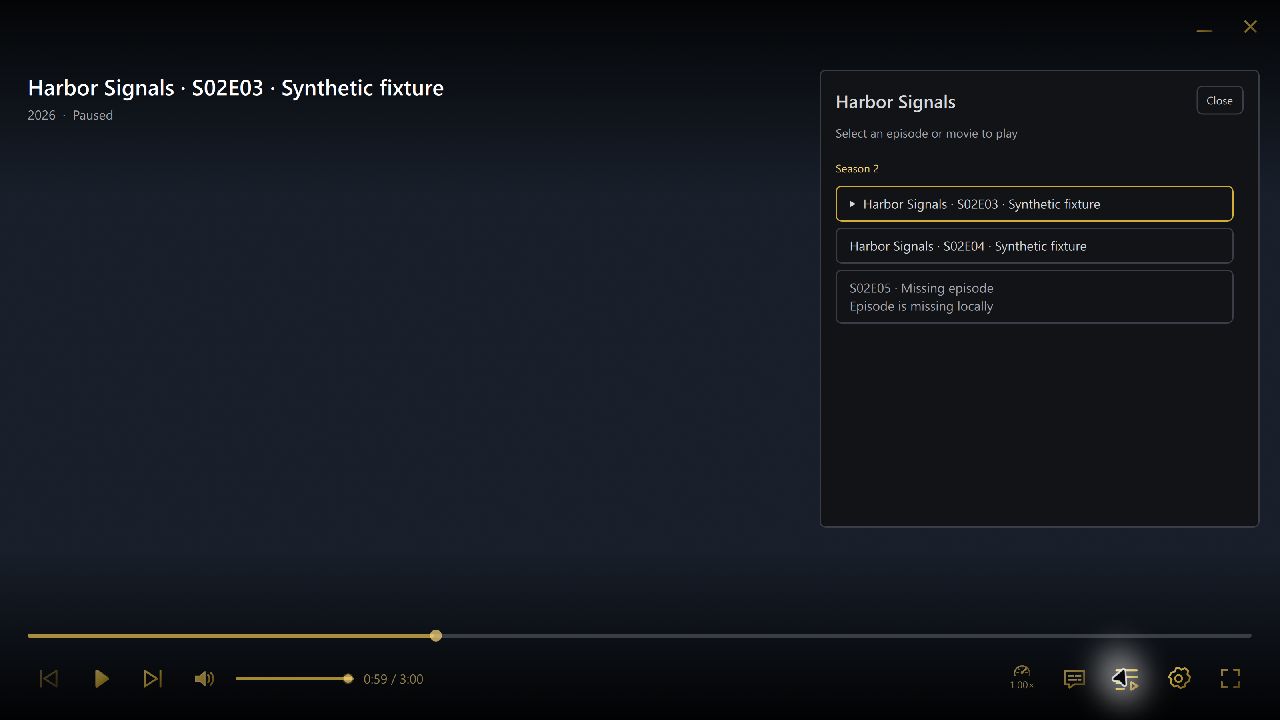 Harbor Signals · S02E03 · Synthetic fixture
2026 · Paused
Harbor Signals
Close
Select an episode or movie to play
Season 2
Harbor Signals · S02E03 · Synthetic fixture
Harbor Signals · S02E04 · Synthetic fixture
S02E05 · Missing episode
Episode is missing locally
0:59 / 3:00
1.00×